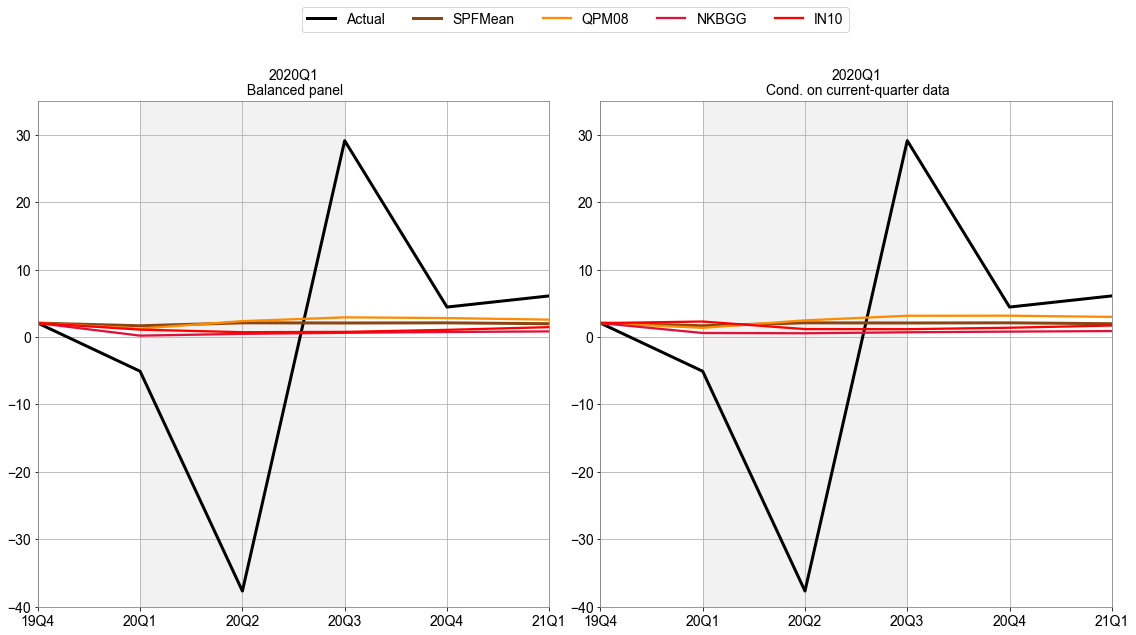 Actual SPFMean QPM08 NKBGG IN10
2020Q1
Balanced panel
30
20
10
0
−10
−20
−30
−40
19Q4 20Q1 20Q2 20Q3 20Q4 21Q1
2020Q1
Cond. on current-quarter data
30
20
10
0
−10
−20
−30
−40
19Q4 20Q1 20Q2 20Q3 20Q4 21Q1